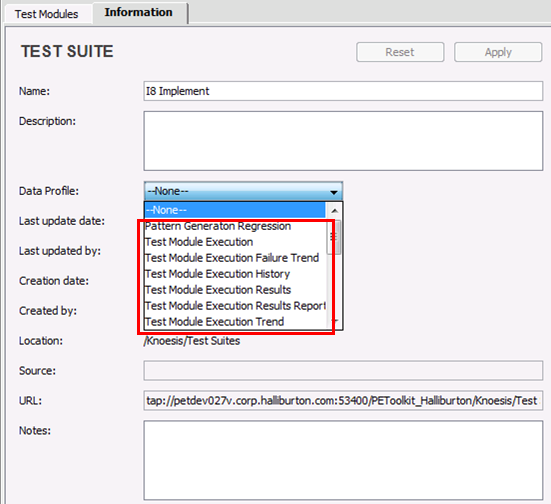 Test Modules Information
TEST SUITE Reset Apply
Name: I8 Implement
Description:
Data Profile: --None--
--None--
Last update date: Pattern Generaton Regression
Test Module Execution
Last updated by: Test Module Execution Failure Trend
Creation date: Test Module Execution History
Test Module Execution Results
Created by: Test Module Execution Results Report
Test Module Execution Trend
Location: /Knoesis/Test Suites
Source:
URL: tap://petdev027v.corp.halliburton.com:53400/PEToolkit_Halliburton/Knoesis/Test
Notes: